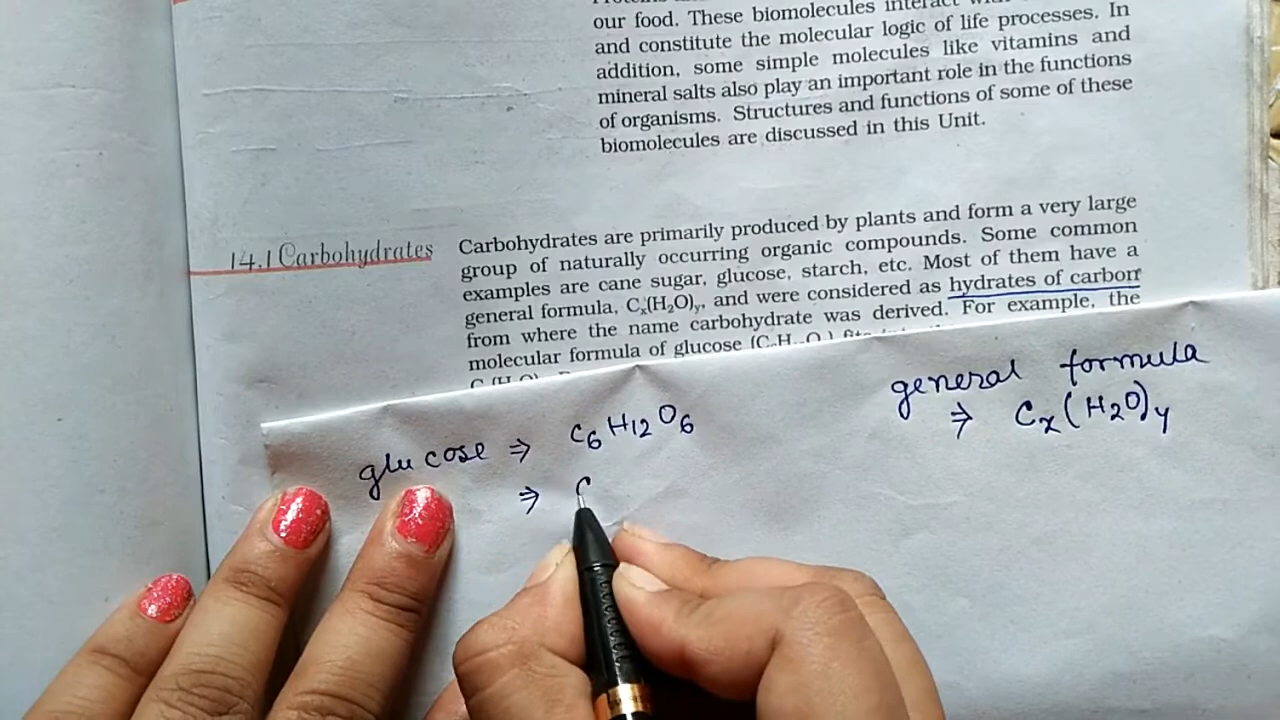 our food. These biomolecules interact
and constitute the molecular logic of life processes. In
addition, some simple molecules like vitamins and
mineral salts also play an important role in the functions
of organisms. Structures and functions of some of these
biomolecules are discussed in this Unit.
14.1 Carbohydrates
Carbohydrates are primarily produced by plants and form a very large
group of naturally occurring organic compounds. Some common
examples are cane sugar, glucose, starch, etc. Most of them have a
general formula, Cₓ(H₂O)ᵧ, and were considered as hydrates of carbon
from where the name carbohydrate was derived. For example, the
molecular formula of glucose
general formula
⇒ Cₓ(H₂O)y
glucose ⇒ C₆H₁₂O₆
⇒ C